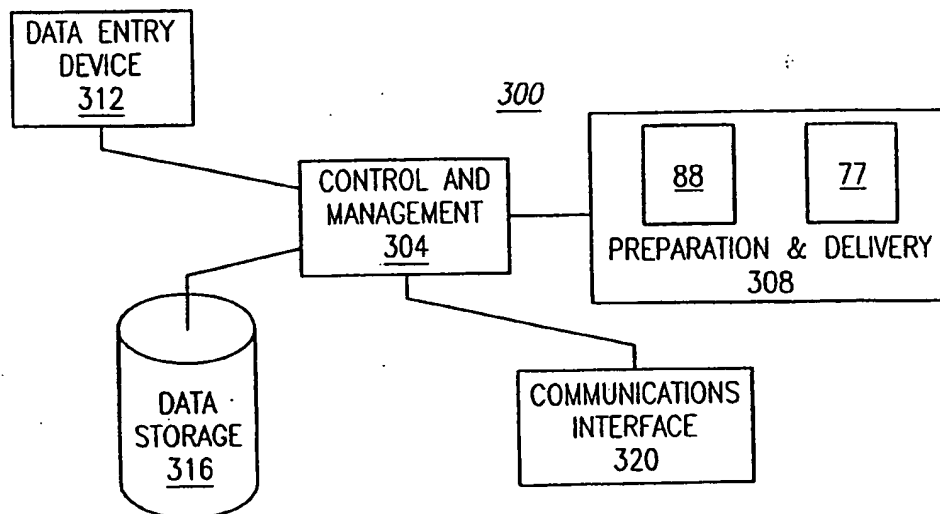 DATA ENTRY
DEVICE
312
300
88
77
PREPARATION & DELIVERY
308
CONTROL AND
MANAGEMENT
304
DATA
STORAGE
316
COMMUNICATIONS
INTERFACE
320